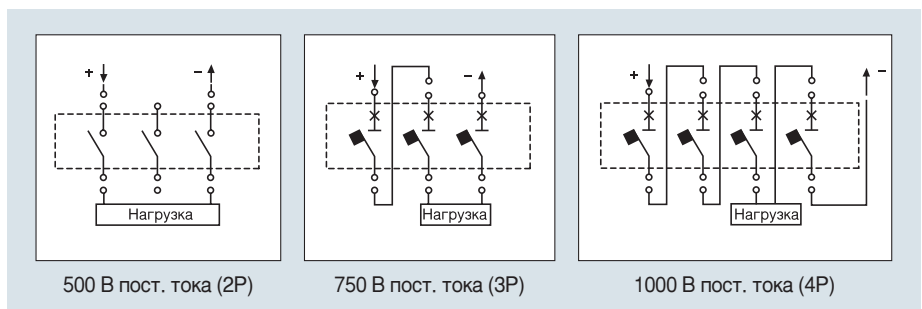 + –
+ –
+ –
Нагрузка
Нагрузка
Нагрузка
500 В пост. тока (2P)
750 В пост. тока (3P)
1000 В пост. тока (4P)